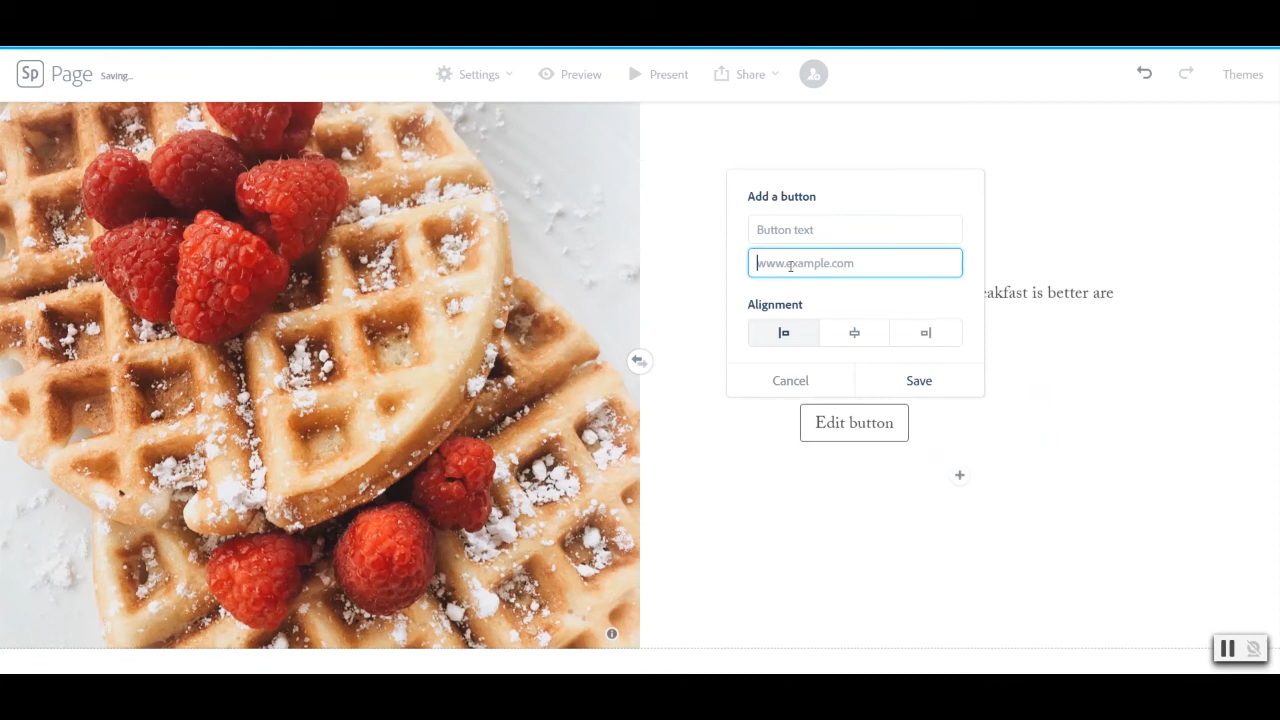 Sp Page Saving... Settings Preview Present Share Themes
Add a button
Button text
www.example.com
eakfast is better are
Alignment
Cancel Save
Edit button